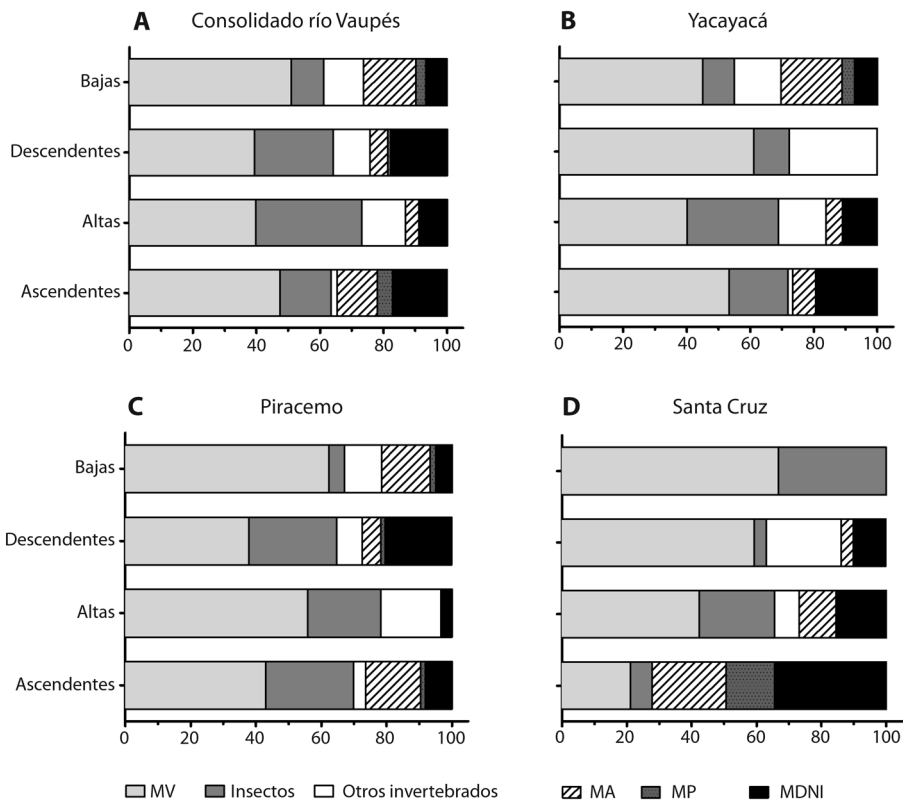 A Consolidado río Vaupés
Bajas
Descendentes
Altas
Ascendentes
0 20 40 60 80 100
B Yacayacá
0 20 40 60 80 100
C Piracemo
Bajas
Descendentes
Altas
Ascendentes
0 20 40 60 80 100
D Santa Cruz
0 20 40 60 80 100
MV Insectos Otros invertebrados MA MP MDNI